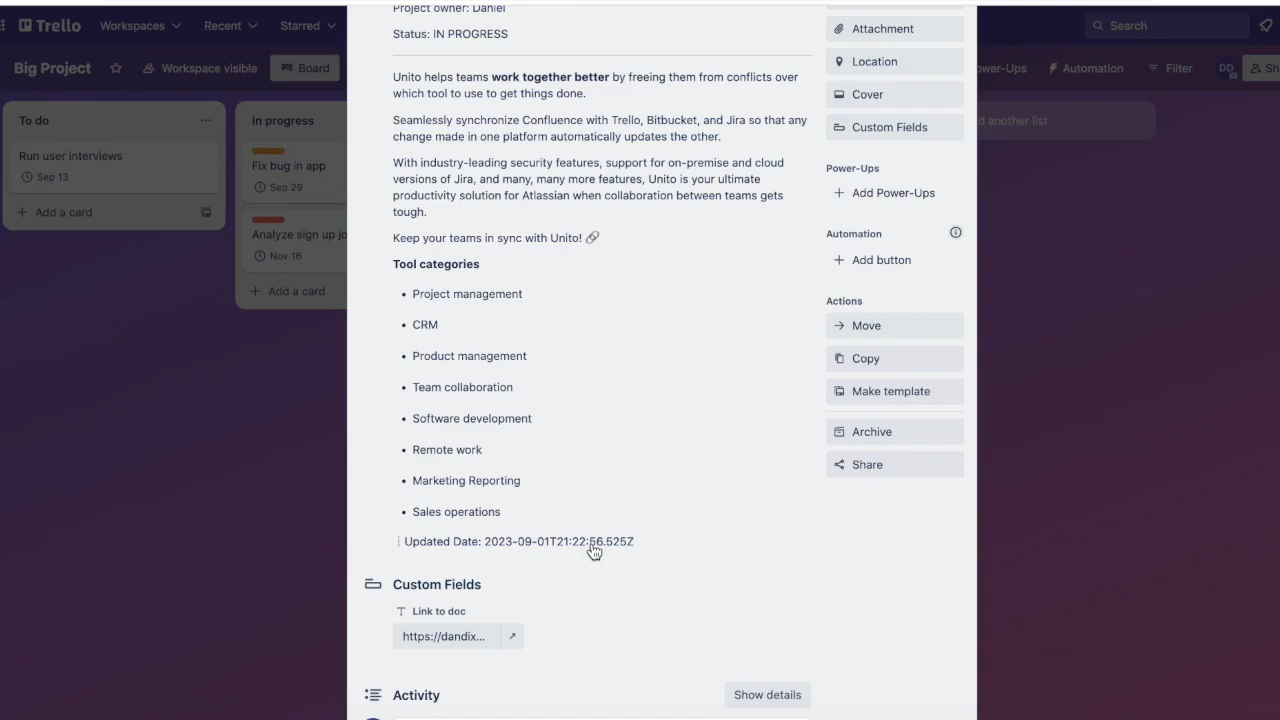 Project owner: Daniel
Attachment
Trello
Workspaces
Recent
Starred
Search
Status: IN PROGRESS
Location
Big Project
Workspace visible
Board
Power-Ups
Automation
Filter
DD
Sh
Unito helps teams work together better by freeing them from conflicts over
which tool to use to get things done.
Cover
Seamlessly synchronize Confluence with Trello, Bitbucket, and Jira so that any
change made in one platform automatically updates the other.
Custom Fields
To do
In progress
add another list
Run user interviews
Sep 13
Add a card
Fix bug in app
Sep 29
Analyze sign up jo
Nov 16
Add a card
With industry-leading security features, support for on-premise and cloud
versions of Jira, and many, many more features, Unito is your ultimate
productivity solution for Atlassian when collaboration between teams gets
tough.
Keep your teams in sync with Unito!
Tool categories
• Project management
• CRM
• Product management
• Team collaboration
• Software development
• Remote work
• Marketing Reporting
• Sales operations
Updated Date: 2023-09-01T21:22:56.525Z
Power-Ups
+ Add Power-Ups
Automation
+ Add button
Actions
Move
Copy
Make template
Archive
Share
Custom Fields
Link to doc
https://dandix...
Activity
Show details